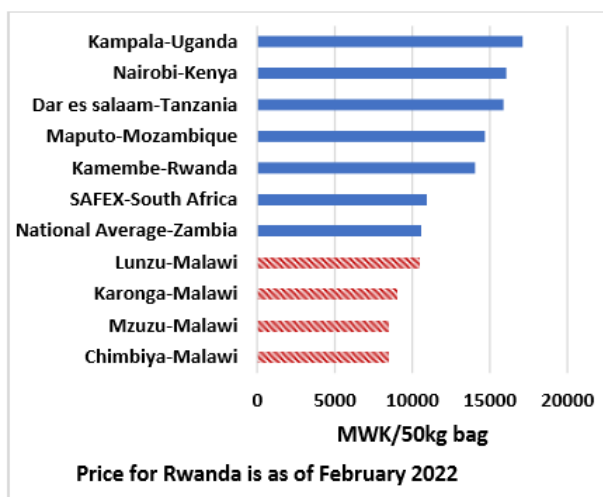 Kampala-Uganda
Nairobi-Kenya
Dar es salaam-Tanzania
Maputo-Mozambique
Kamembe-Rwanda
SAFEX-South Africa
National Average-Zambia
Lunzu-Malawi
Karonga-Malawi
Mzuzu-Malawi
Chimbiya-Malawi
0 5000 10000 15000 20000
MWK/50kg bag
Price for Rwanda is as of February 2022